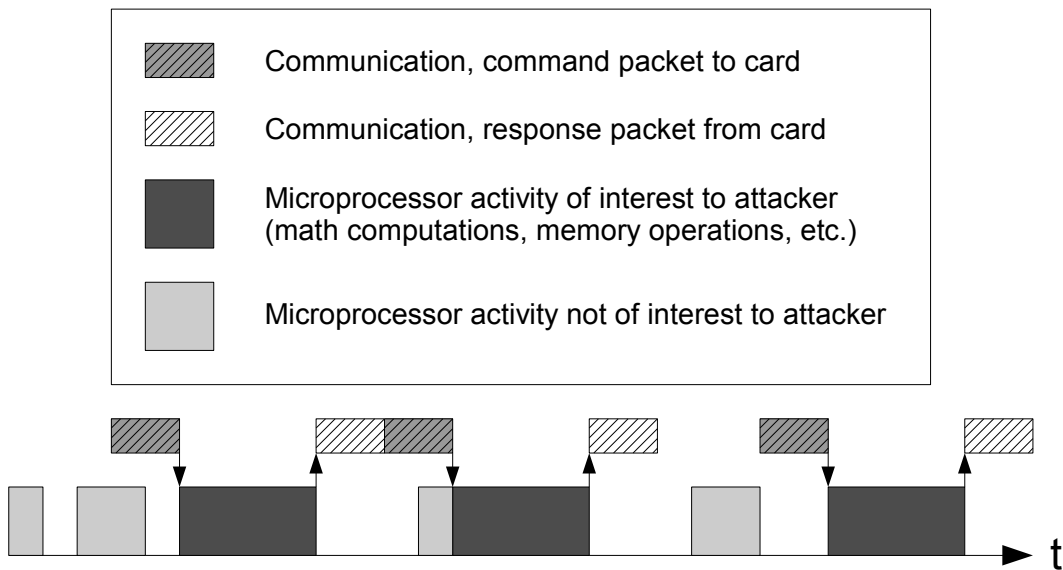 Communication, command packet to card
Communication, response packet from card
Microprocessor activity of interest to attacker
(math computations, memory operations, etc.)
Microprocessor activity not of interest to attacker
t